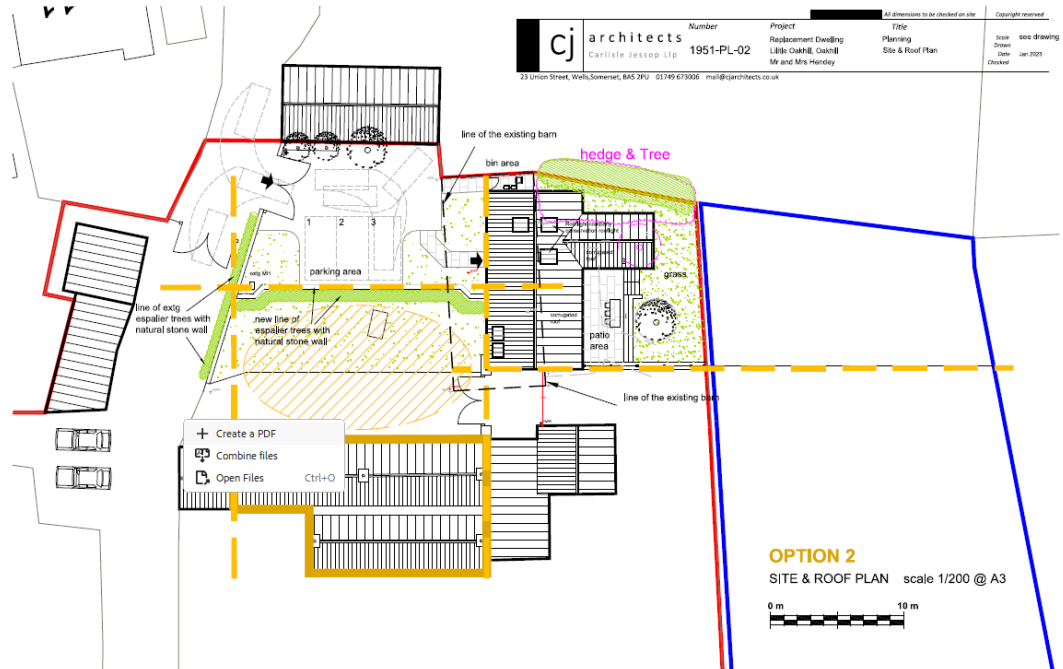 All dimensions to be checked on site
Copyright reserved
cj
architects
Carlisle Jessop Llp
Number
1951-PL-02
Project
Replacement Dwelling
Little Oakhill, Oakhill
Mr and Mrs Hendey
Title
Planning
Site & Roof Plan
Scale see drawing
Drawn
Date Jan 2023
Checked
23 Union Street, Wells,Somerset, BA5 2PU 01749 673006 mail@cjarchitects.co.uk
line of the existing barn
hedge & Tree
bin area
1 2 3
parking area
extg MH
grass
corrugated
roof
corrugated
roof
patio
area
line of extg
espalier trees with
natural stone wall
new line of
espalier trees with
natural stone wall
line of the existing barn
Create a PDF
Combine files
Open Files Ctrl+O
OPTION 2
SITE & ROOF PLAN scale 1/200 @ A3
0 m 10 m